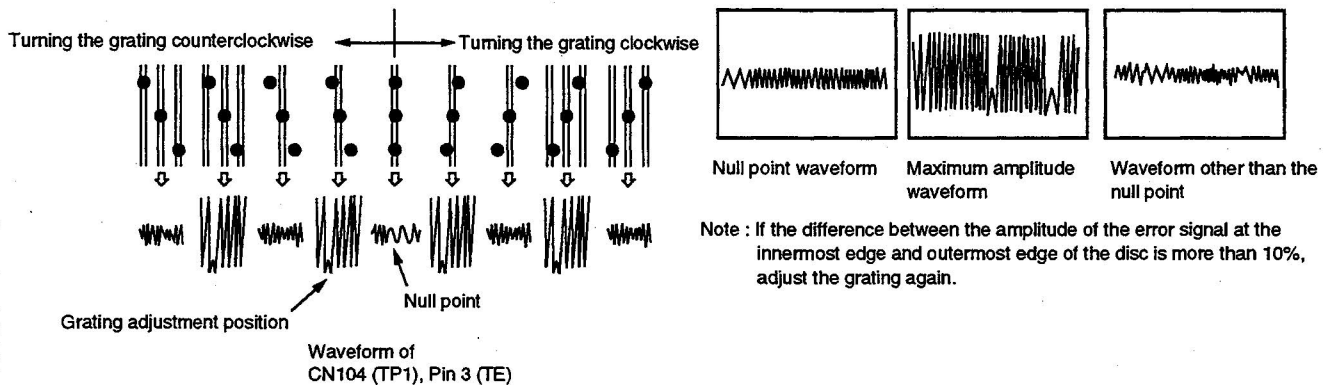 Turning the grating counterclockwise
Turning the grating clockwise
Grating adjustment position
Null point
Waveform of
CN104 (TP1), Pin 3 (TE)
Null point waveform
Maximum amplitude
waveform
Waveform other than the
null point
Note : If the difference between the amplitude of the error signal at the
innermost edge and outermost edge of the disc is more than 10%,
adjust the grating again.